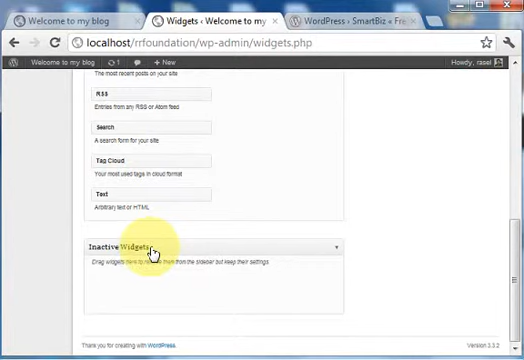 Welcome to my blog
Widgets ‹ Welcome to my
WordPress › SmartBiz « Fre
localhost/rrfoundation/wp-admin/widgets.php
Welcome to my blog 1 + New Howdy, rasel
The most recent posts on your site
RSS
Entries from any RSS or Atom feed
Search
A search form for your site
Tag Cloud
Your most used tags in cloud format
Text
Arbitrary text or HTML
Inactive Widgets
Drag widgets here to remove them from the sidebar but keep their settings.
Thank you for creating with WordPress. Version 3.3.2